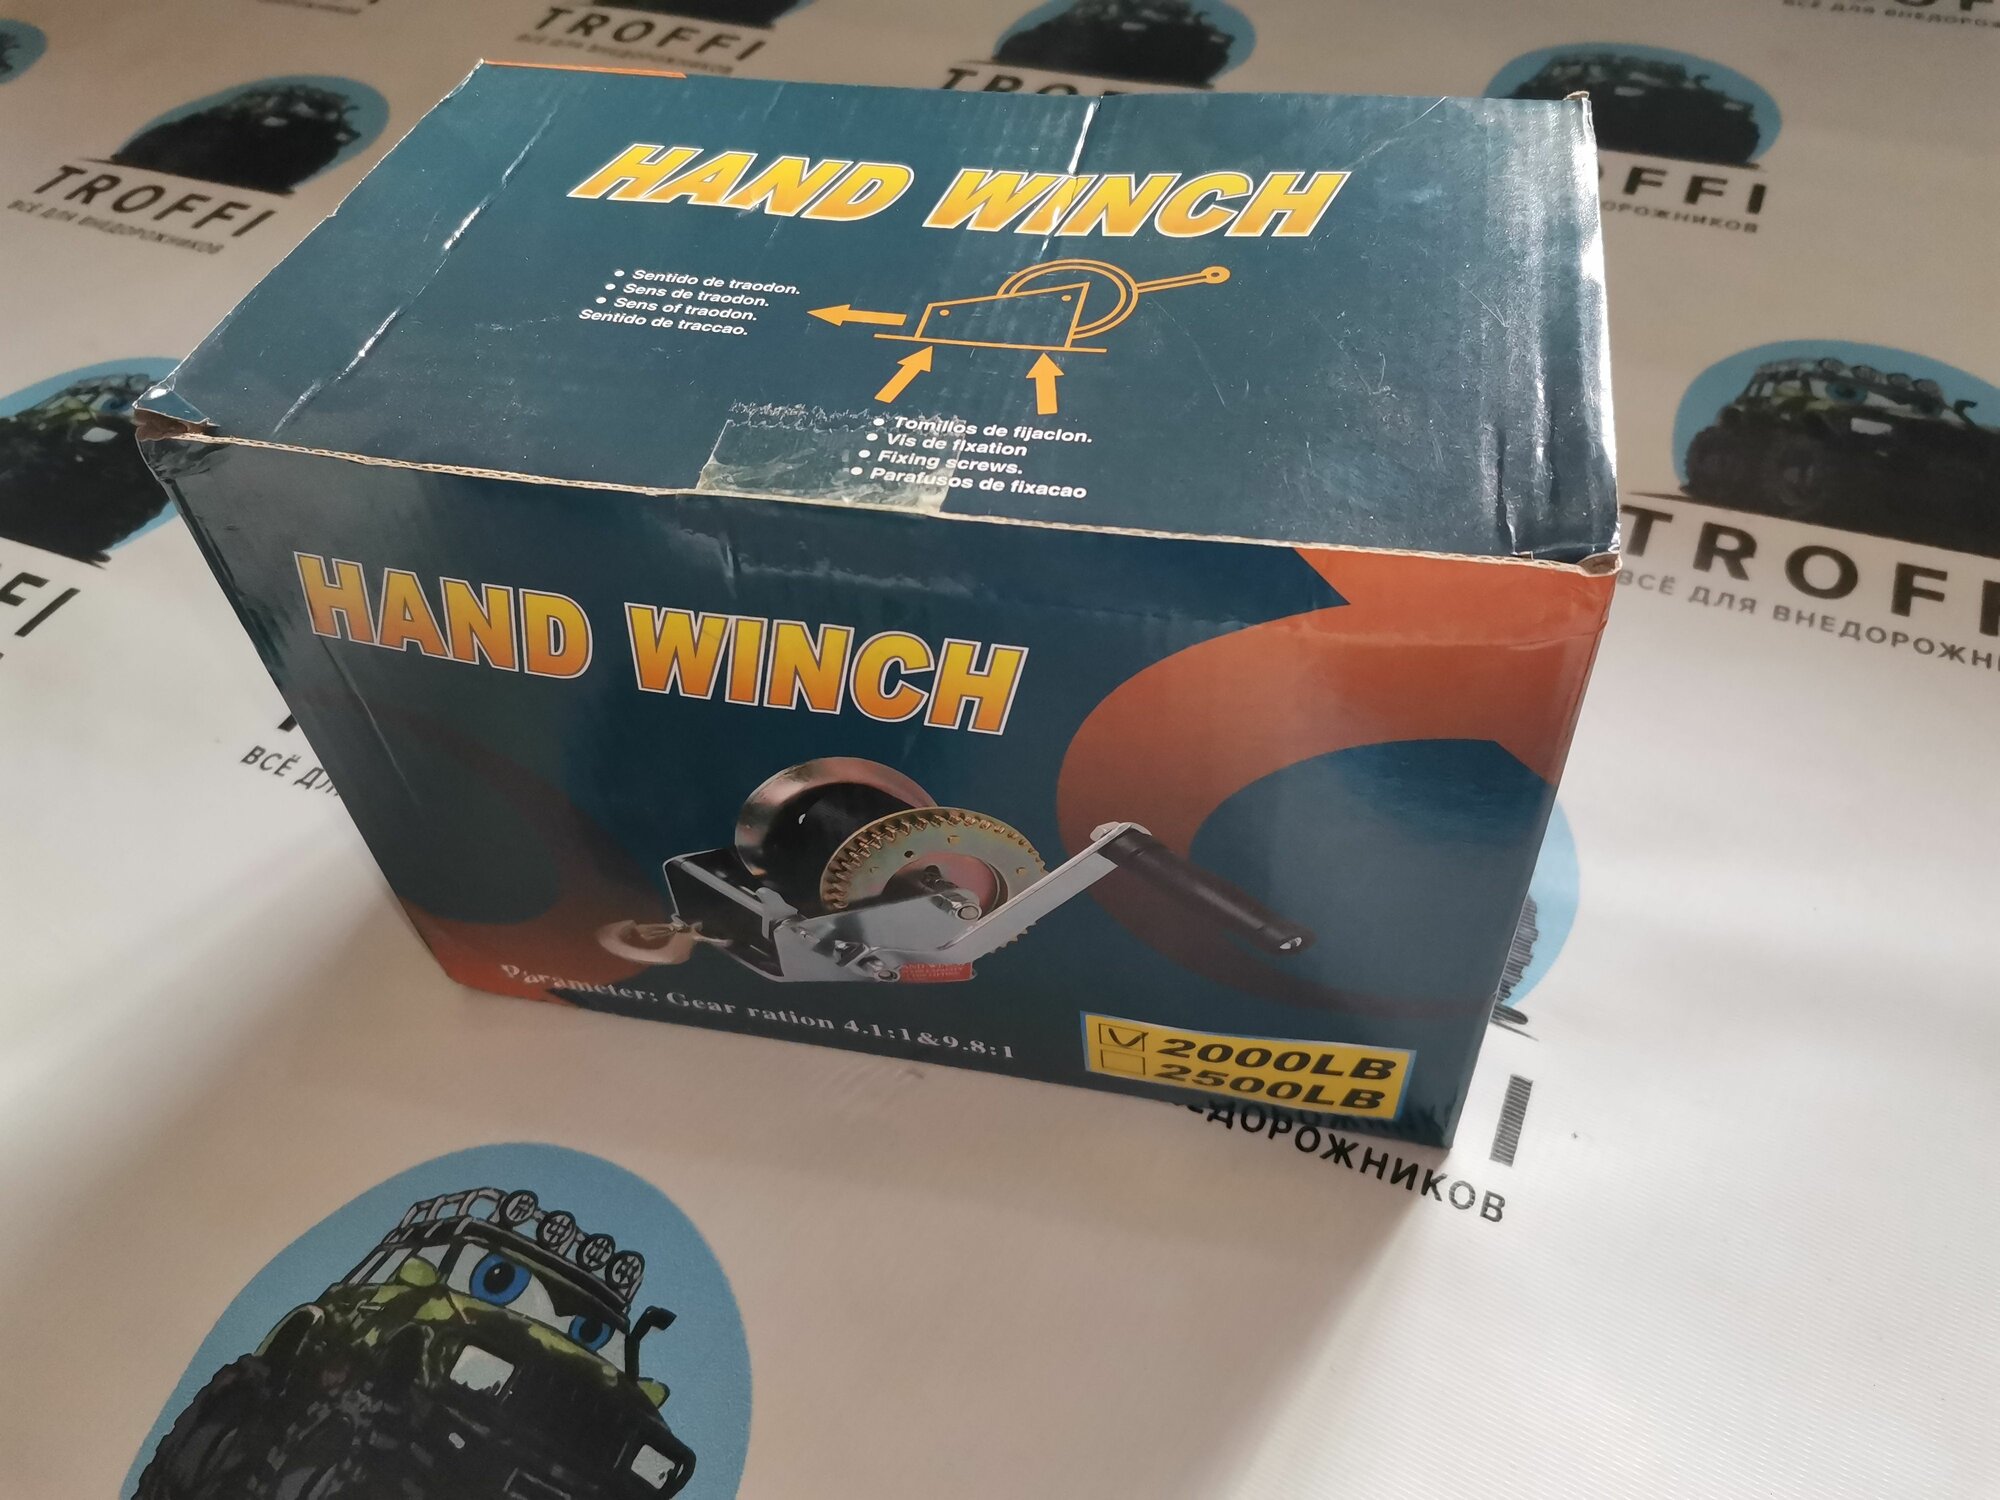 TROFFI
ВСЁ ДЛЯ ВНЕДОРОЖНИКОВ
TROFFI
ВСЁ ДЛЯ ВНЕДОРОЖНИКОВ
HAND WINCH
• Sentido de traodon.
• Sens de traodon.
• Sens of traodon.
Sentido de traccao.
• Tomillos de fijacion.
• Vis de fixation
• Fixing screws.
• Parafusos de fixacao
HAND WINCH
Parameter: Gear ration 4.1:1&9.8:1
2000LB
2500LB